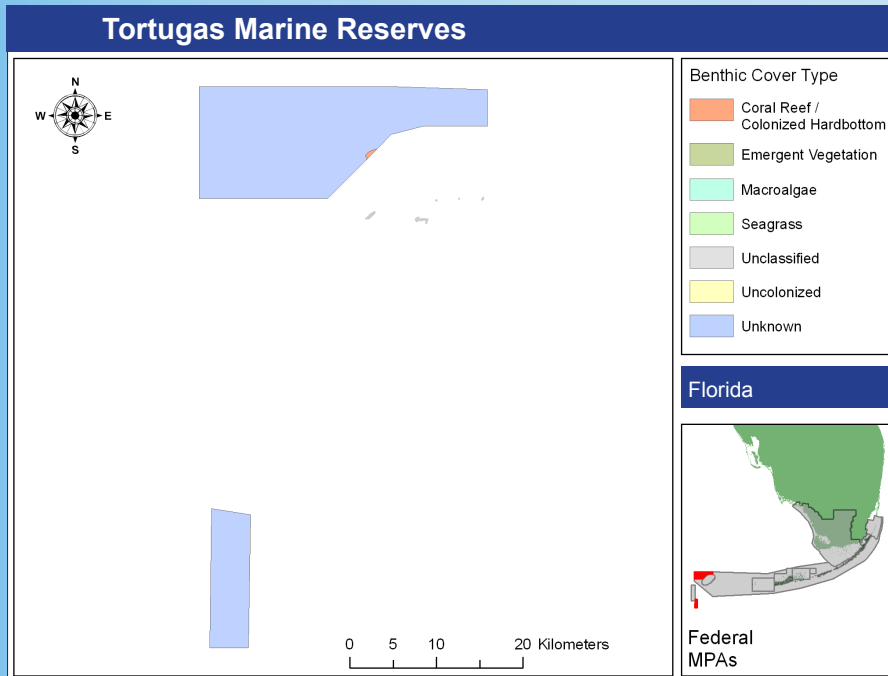 Tortugas Marine Reserves
N
W
E
S
Benthic Cover Type
Coral Reef /
Colonized Hardbottom
Emergent Vegetation
Macroalgae
Seagrass
Unclassified
Uncolonized
Unknown
Florida
0 5 10 20 Kilometers
Federal
MPAs